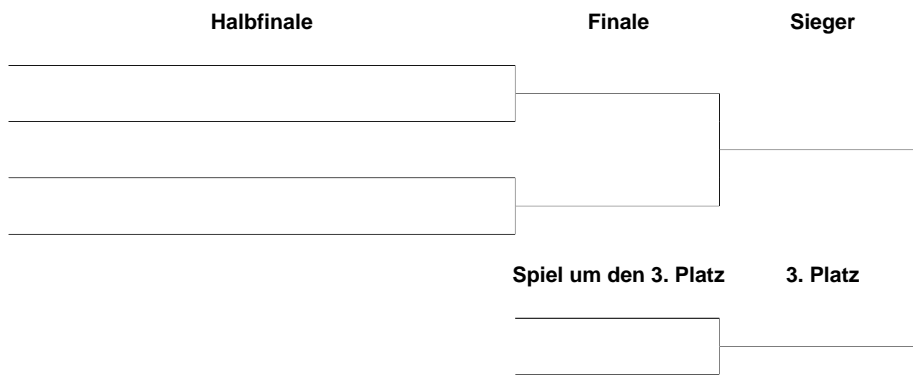 Halbfinale Finale Sieger
Spiel um den 3. Platz 3. Platz